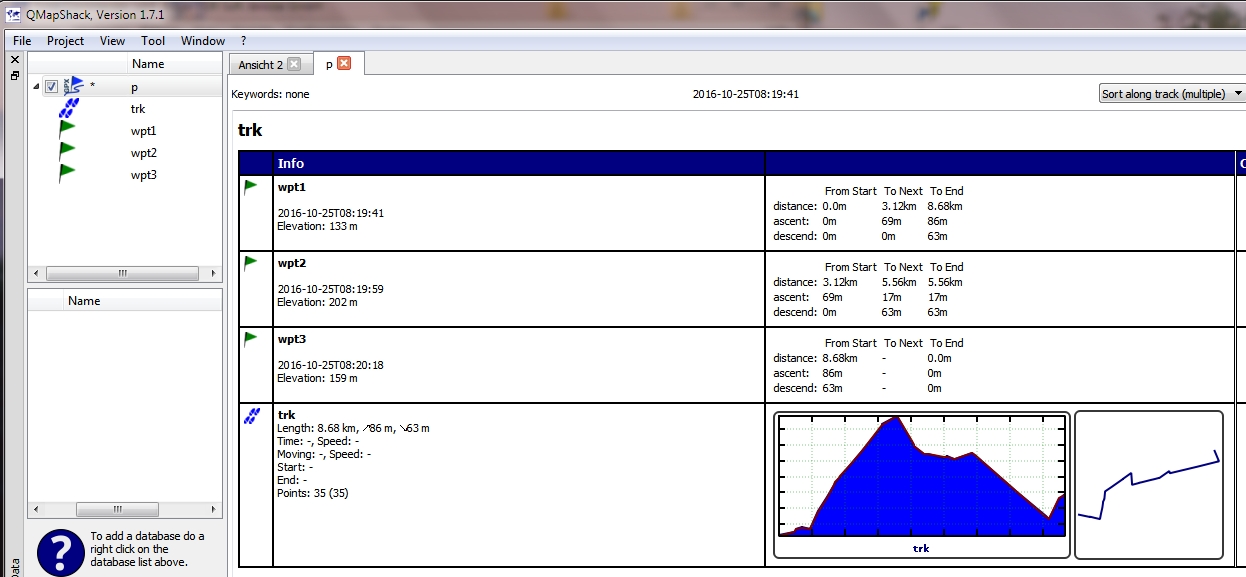 QMapShack, Version 1.7.1
File Project View Tool Window ?
Name
* p
trk
wpt1
wpt2
wpt3
Name
To add a database do a
right click on the
database list above.
Ansicht 2 p
Keywords: none 2016-10-25T08:19:41 Sort along track (multiple)
trk
Info
wpt1
2016-10-25T08:19:41
Elevation: 133 m
From Start To Next To End
distance: 0.0m 3.12km 8.68km
ascent: 0m 69m 86m
descend: 0m 0m 63m
wpt2
2016-10-25T08:19:59
Elevation: 202 m
From Start To Next To End
distance: 3.12km 5.56km 5.56km
ascent: 69m 17m 17m
descend: 0m 63m 63m
wpt3
2016-10-25T08:20:18
Elevation: 159 m
From Start To Next To End
distance: 8.68km - 0.0m
ascent: 86m - 0m
descend: 63m - 0m
trk
Length: 8.68 km, ↗86 m, ↘63 m
Time: -, Speed: -
Moving: -, Speed: -
Start: -
End: -
Points: 35 (35)
trk